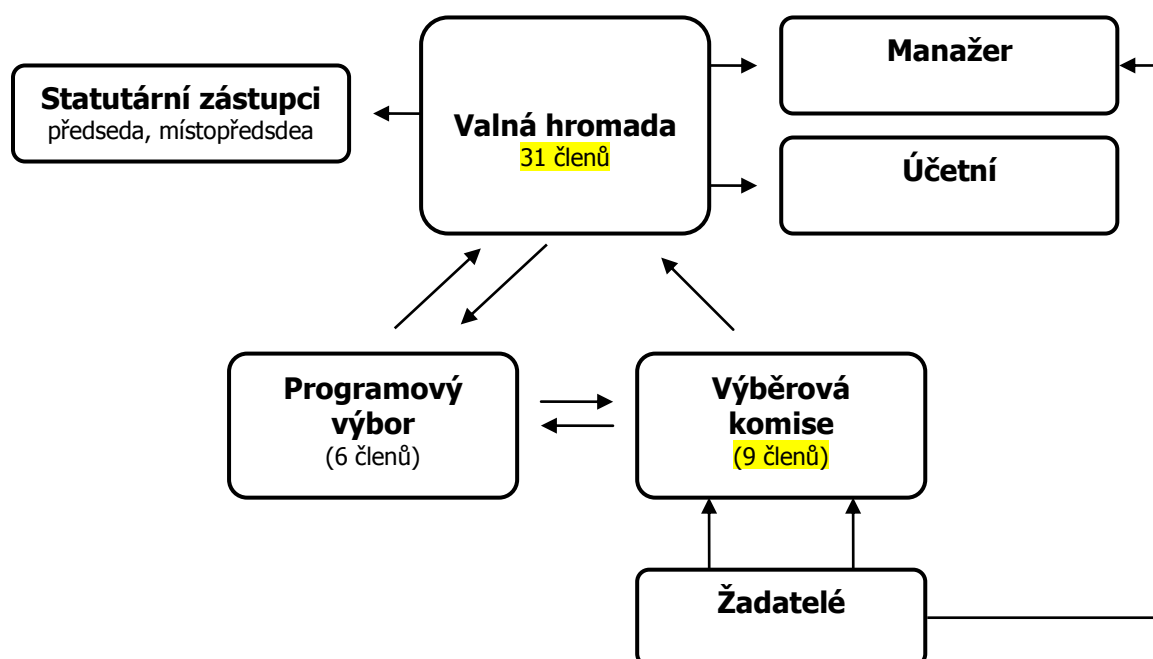 Manažer
Statutární zástupci
předseda, místopředsdea
Valná hromada
31 členů
Účetní
Programový
výbor
(6 členů)
Výběrová
komise
(9 členů)
Žadatelé